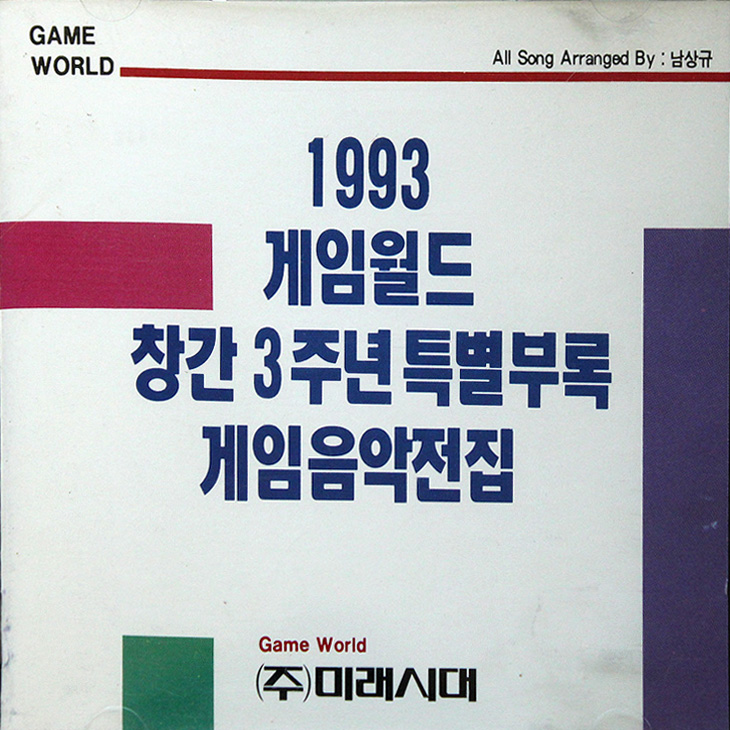 GAME
WORLD
All Song Arranged By : 남상규
1993
게임월드
창간 3 주년 특별부록
게임음악전집
Game World
(주)미래시대